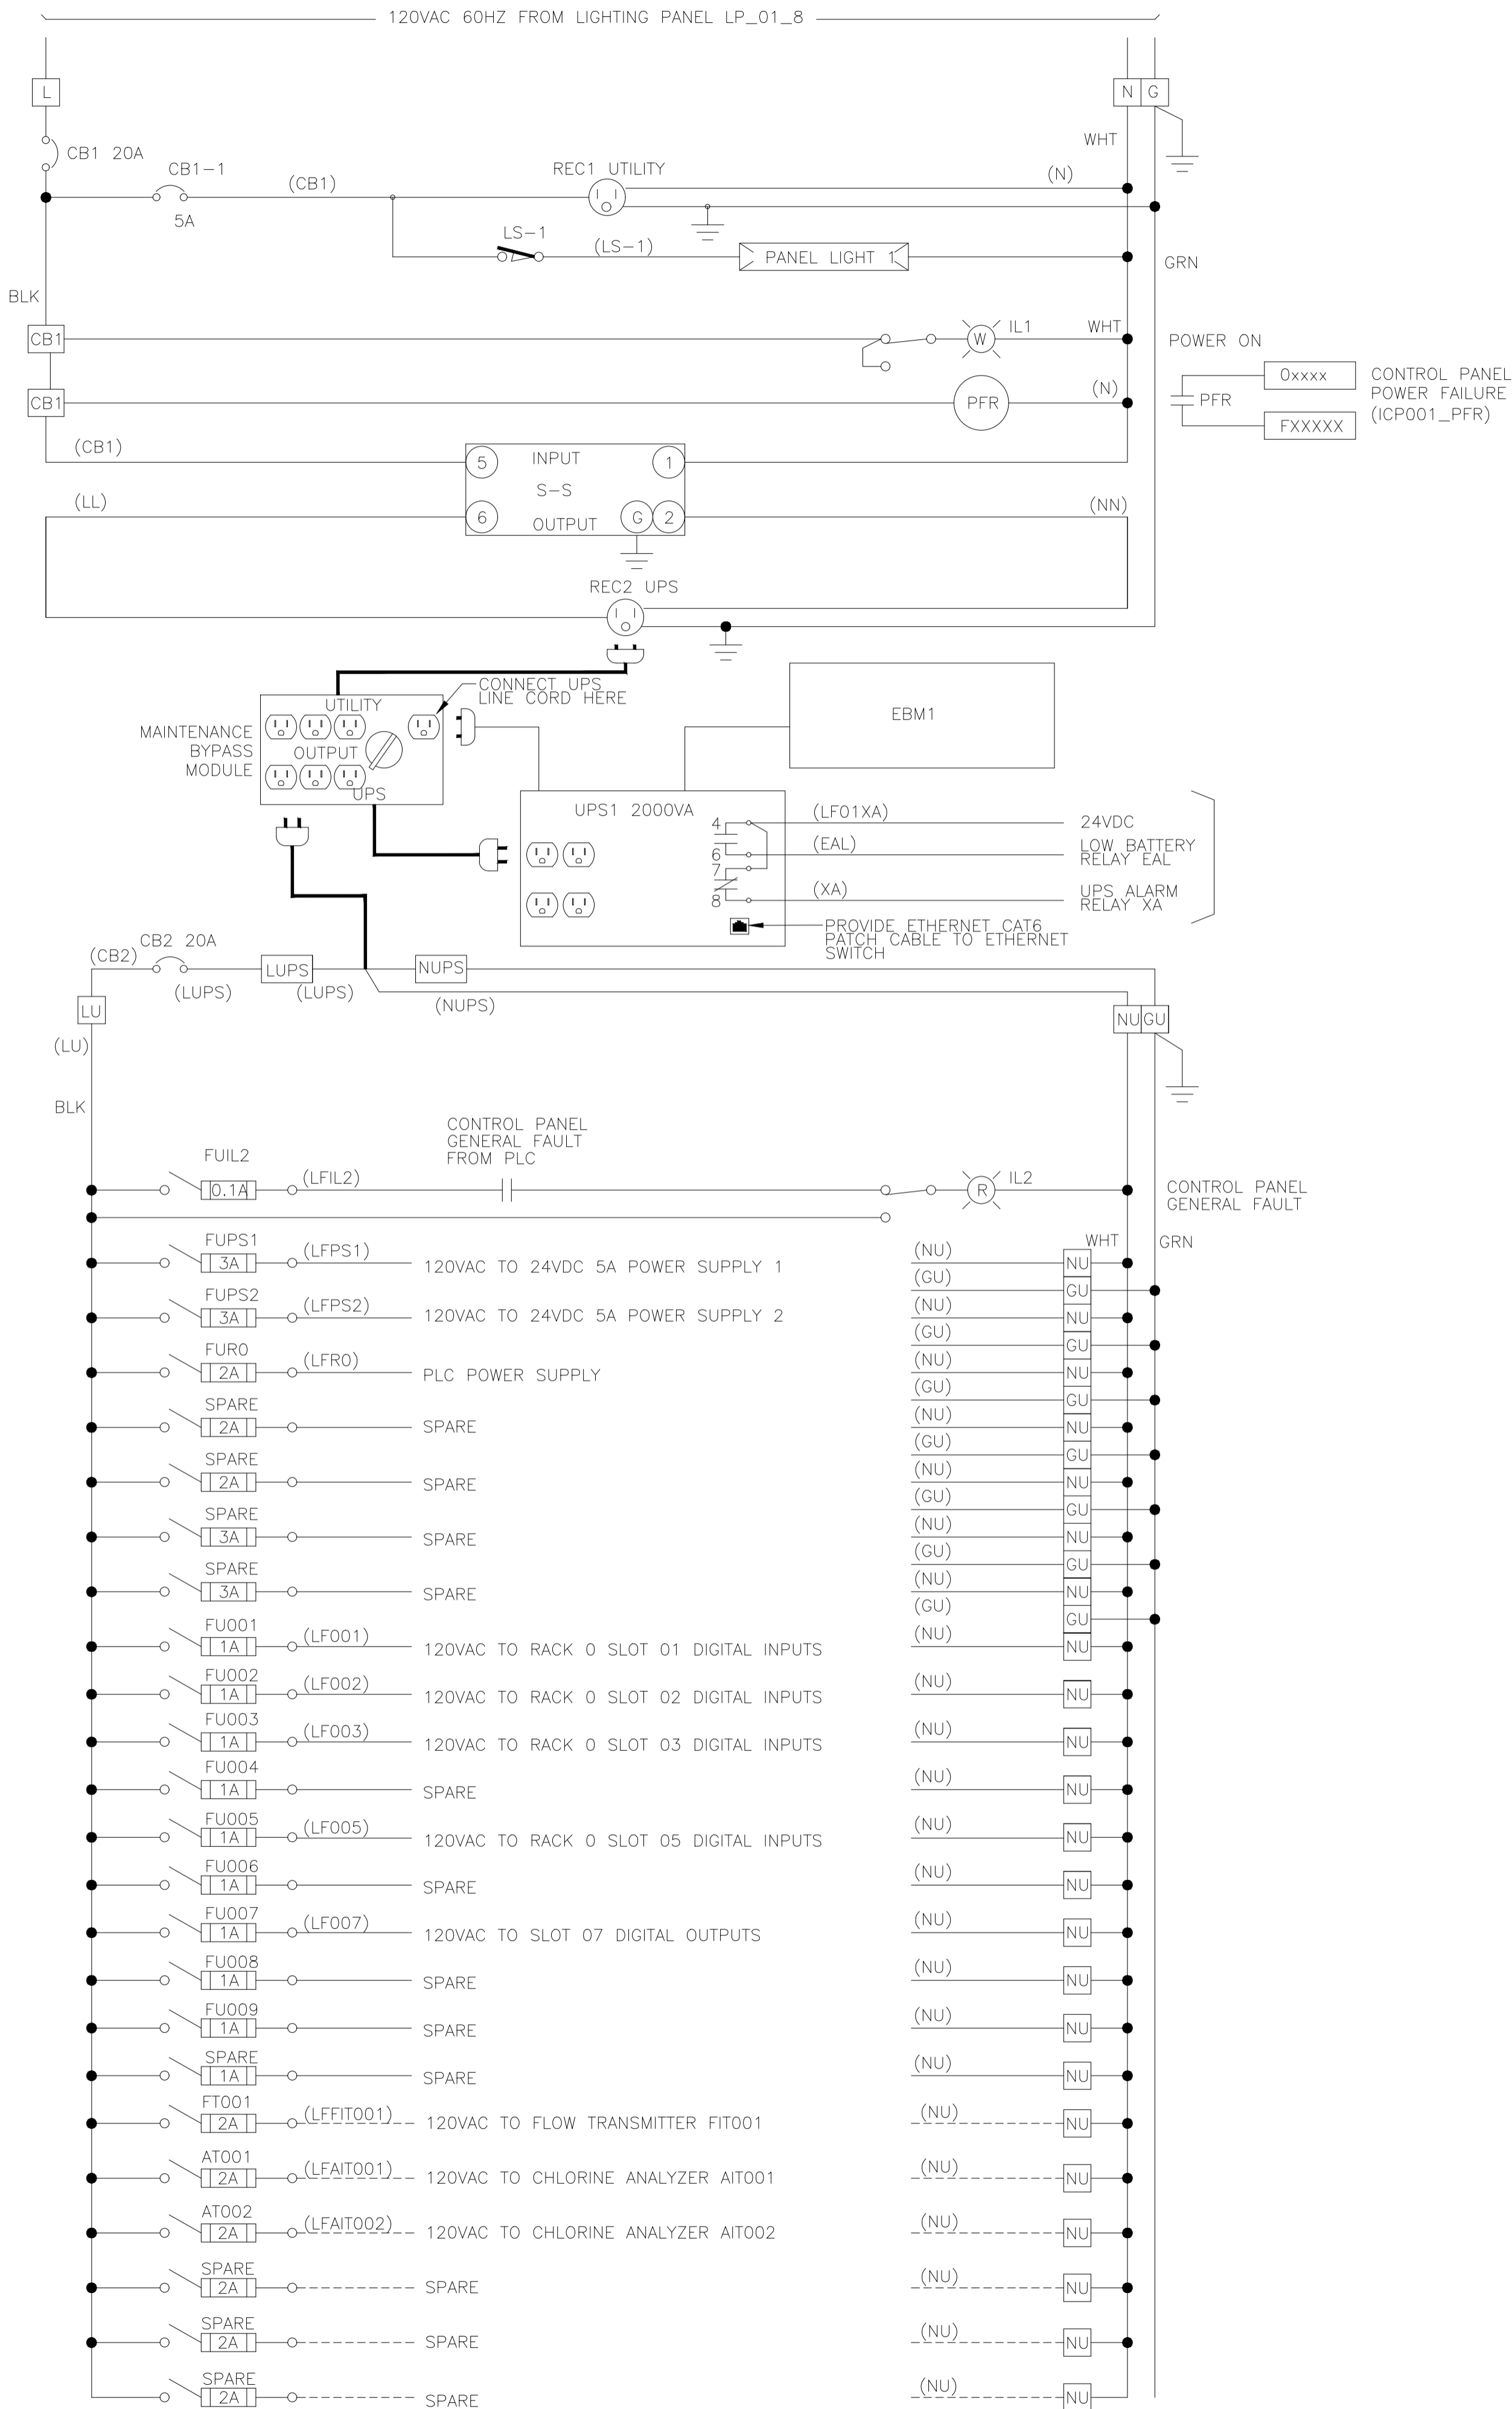 120VAC 60HZ FROM LIGHTING PANEL LP_01_8
L
N G
WHT
CB1 20A
CB1-1
(CB1)
REC1 UTILITY
(N)
5A
LS-1
(LS-1)
PANEL LIGHT 1
GRN
BLK
CB1
IL1
WHT
W
POWER ON
0xxxx
CONTROL PANEL
POWER FAILURE
(ICP001_PFR)
CB1
PFR
(N)
PFR
FXXXXX
(CB1)
5
INPUT
1
S-S
(LL)
(NN)
6
OUTPUT
G
2
REC2 UPS
CONNECT UPS
LINE CORD HERE
UTILITY
MAINTENANCE
BYPASS
MODULE
OUTPUT
UPS
EBM1
UPS1 2000VA
4
(LF01XA)
24VDC
6
(EAL)
LOW BATTERY
RELAY EAL
7
8
(XA)
UPS ALARM
RELAY XA
PROVIDE ETHERNET CAT6
PATCH CABLE TO ETHERNET
SWITCH
(CB2)
CB2 20A
LUPS
NUPS
(LUPS)
(LUPS)
(NUPS)
LU
NU GU
(LU)
BLK
CONTROL PANEL
GENERAL FAULT
FROM PLC
FUIL2
0.1A
(LFIL2)
R
IL2
CONTROL PANEL
GENERAL FAULT
WHT
GRN
FUPS1
3A
(LFPS1)
120VAC TO 24VDC 5A POWER SUPPLY 1
(NU)
NU
(GU)
GU
FUPS2
3A
(LFPS2)
120VAC TO 24VDC 5A POWER SUPPLY 2
(NU)
NU
(GU)
GU
FUR0
2A
(LFR0)
PLC POWER SUPPLY
(NU)
NU
(GU)
GU
SPARE
2A
SPARE
(NU)
NU
(GU)
GU
SPARE
2A
SPARE
(NU)
NU
(GU)
GU
SPARE
3A
SPARE
(NU)
NU
(GU)
GU
SPARE
3A
SPARE
(NU)
NU
(GU)
GU
FU001
1A
(LF001)
120VAC TO RACK 0 SLOT 01 DIGITAL INPUTS
(NU)
NU
FU002
1A
(LF002)
120VAC TO RACK 0 SLOT 02 DIGITAL INPUTS
(NU)
NU
FU003
1A
(LF003)
120VAC TO RACK 0 SLOT 03 DIGITAL INPUTS
(NU)
NU
FU004
1A
SPARE
(NU)
NU
FU005
1A
(LF005)
120VAC TO RACK 0 SLOT 05 DIGITAL INPUTS
(NU)
NU
FU006
1A
SPARE
(NU)
NU
FU007
1A
(LF007)
120VAC TO SLOT 07 DIGITAL OUTPUTS
(NU)
NU
FU008
1A
SPARE
(NU)
NU
FU009
1A
SPARE
(NU)
NU
SPARE
1A
SPARE
(NU)
NU
FT001
2A
(LFFIT001)
120VAC TO FLOW TRANSMITTER FIT001
(NU)
NU
AT001
2A
(LFAIT001)
120VAC TO CHLORINE ANALYZER AIT001
(NU)
NU
AT002
2A
(LFAIT002)
120VAC TO CHLORINE ANALYZER AIT002
(NU)
NU
SPARE
2A
SPARE
(NU)
NU
SPARE
2A
SPARE
(NU)
NU
SPARE
2A
SPARE
(NU)
NU